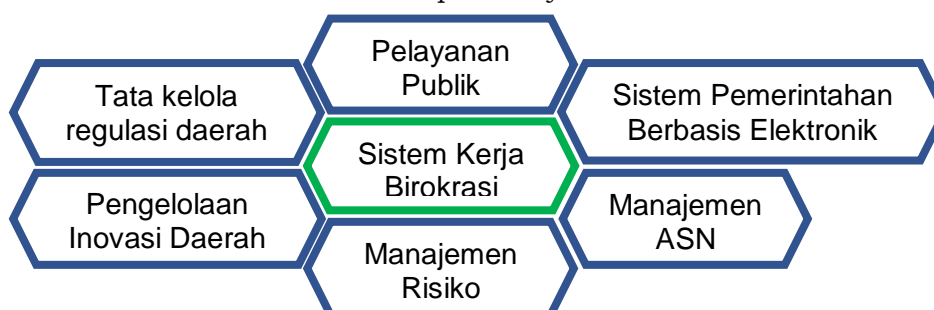 Pelayanan
Publik
Tata kelola
regulasi daerah
Sistem Pemerintahan
Berbasis Elektronik
Sistem Kerja
Birokrasi
Pengelolaan
Inovasi Daerah
Manajemen
ASN
Manajemen
Risiko